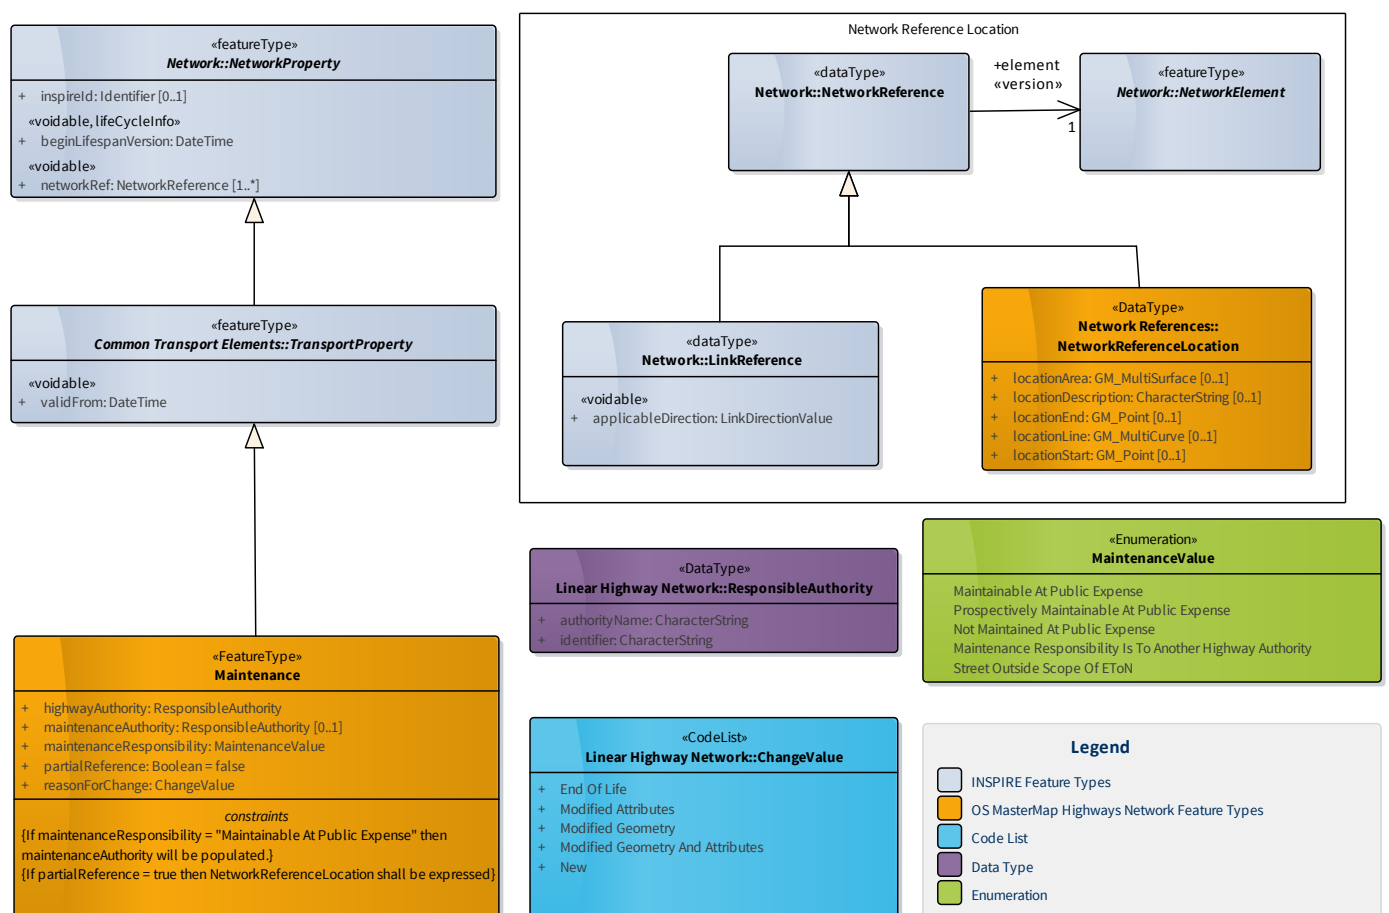 «featureType»
Network::NetworkProperty
+ inspireId: Identifier [0..1]
«voidable, lifeCycleInfo»
+ beginLifespanVersion: DateTime
«voidable»
+ networkRef: NetworkReference [1..*]
«featureType»
Common Transport Elements::TransportProperty
«voidable»
+ validFrom: DateTime
«FeatureType»
Maintenance
+ highwayAuthority: ResponsibleAuthority
+ maintenanceAuthority: ResponsibleAuthority [0..1]
+ maintenanceResponsibility: MaintenanceValue
+ partialReference: Boolean = false
+ reasonForChange: ChangeValue
constraints
{If maintenanceResponsibility = "Maintainable At Public Expense" then
maintenanceAuthority will be populated.}
{If partialReference = true then NetworkReferenceLocation shall be expressed}
Network Reference Location
«dataType»
Network::NetworkReference
+element
«version»
1
«featureType»
Network::NetworkElement
«dataType»
Network::LinkReference
«voidable»
+ applicableDirection: LinkDirectionValue
«DataType»
Network References::
NetworkReferenceLocation
+ locationArea: GM_MultiSurface [0..1]
+ locationDescription: CharacterString [0..1]
+ locationEnd: GM_Point [0..1]
+ locationLine: GM_MultiCurve [0..1]
+ locationStart: GM_Point [0..1]
«DataType»
Linear Highway Network::ResponsibleAuthority
+ authorityName: CharacterString
+ identifier: CharacterString
«Enumeration»
MaintenanceValue
Maintainable At Public Expense
Prospectively Maintainable At Public Expense
Not Maintained At Public Expense
Maintenance Responsibility Is To Another Highway Authority
Street Outside Scope Of EToN
«CodeList»
Linear Highway Network::ChangeValue
+ End Of Life
+ Modified Attributes
+ Modified Geometry
+ Modified Geometry And Attributes
+ New
Legend
INSPIRE Feature Types
OS MasterMap Highways Network Feature Types
Code List
Data Type
Enumeration